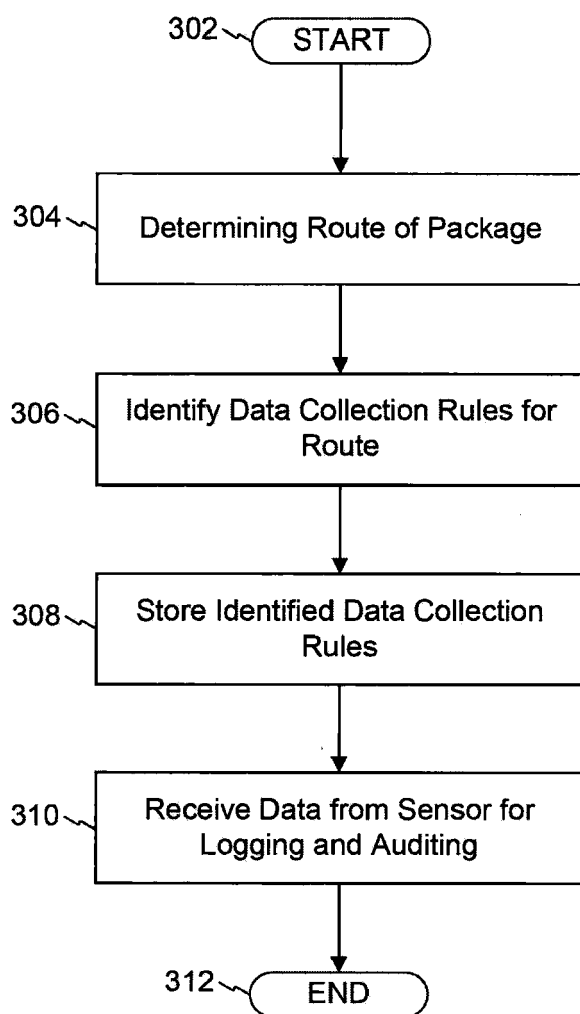 302 START
304 Determining Route of Package
306 Identify Data Collection Rules for
Route
308 Store Identified Data Collection
Rules
310 Receive Data from Sensor for
Logging and Auditing
312 END